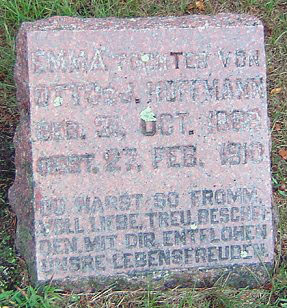 EMMA TOCHTER VON
OTTO & J. HOFFMANN
GEB. 31. OCT. 
GEST. 27. FEB. 1910.
DU WARST SO FROMM,
VOLL LIEBE, TREU, BESCHEI-
DEN, MIT DIR ENTFLOHEN
UNSRE LEBENSFREUDEN.